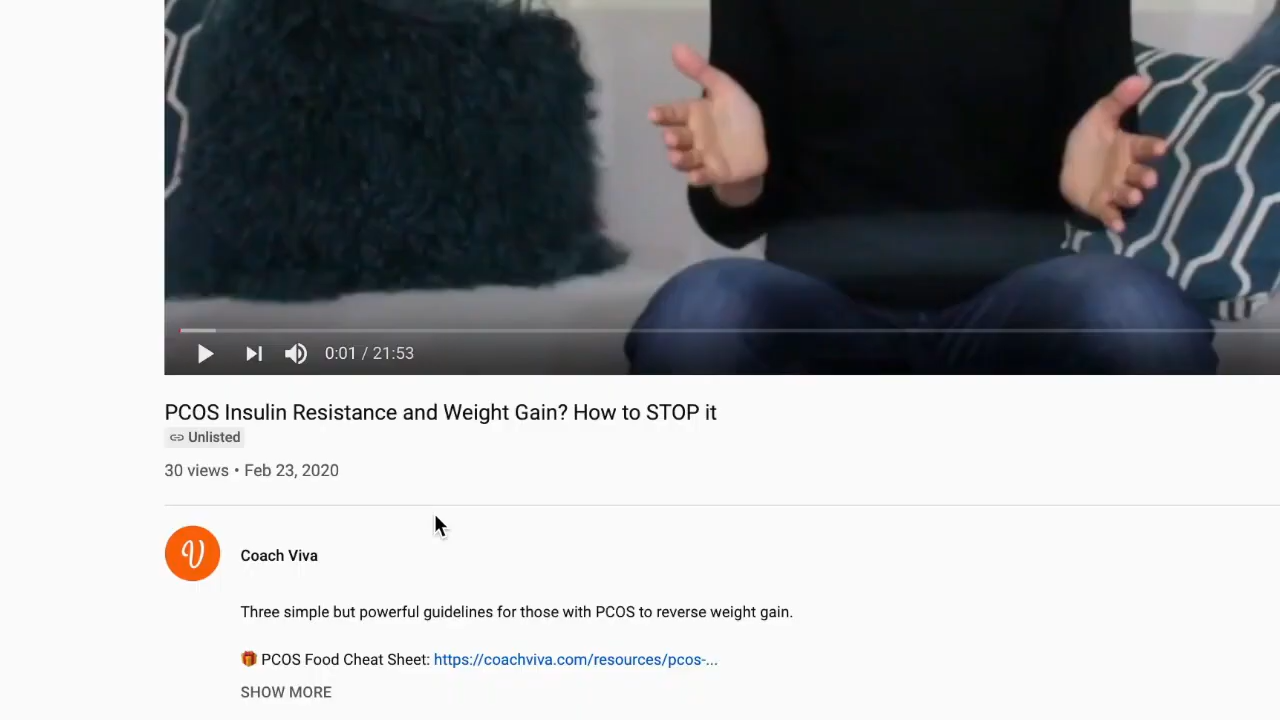 0:01 / 21:53
PCOS Insulin Resistance and Weight Gain? How to STOP it
Unlisted
30 views • Feb 23, 2020
V
Coach Viva
Three simple but powerful guidelines for those with PCOS to reverse weight gain.
🎁 PCOS Food Cheat Sheet: https://coachviva.com/resources/pcos-...
SHOW MORE